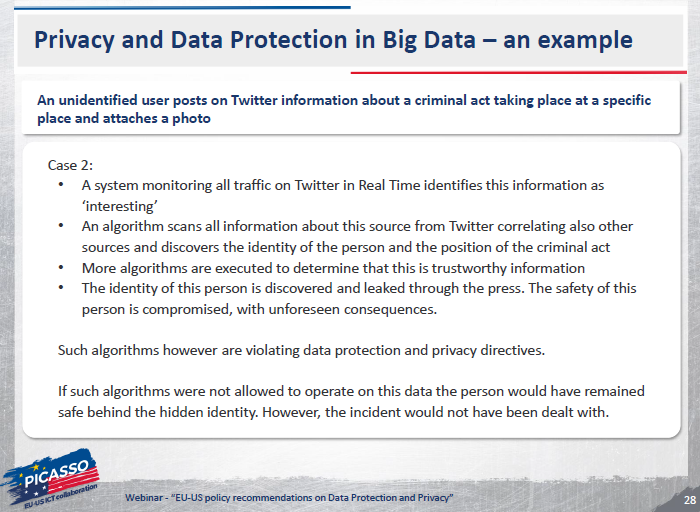 Privacy and Data Protection in Big Data – an example
An unidentified user posts on Twitter information about a criminal act taking place at a specific
place and attaches a photo
Case 2:
• A system monitoring all traffic on Twitter in Real Time identifies this information as
‘interesting’
• An algorithm scans all information about this source from Twitter correlating also other
sources and discovers the identity of the person and the position of the criminal act
• More algorithms are executed to determine that this is trustworthy information
• The identity of this person is discovered and leaked through the press. The safety of this
person is compromised, with unforeseen consequences.
Such algorithms however are violating data protection and privacy directives.
If such algorithms were not allowed to operate on this data the person would have remained
safe behind the hidden identity. However, the incident would not have been dealt with.
PICASSO
EU-US ICT collaboration
Webinar - “EU-US policy recommendations on Data Protection and Privacy”
28